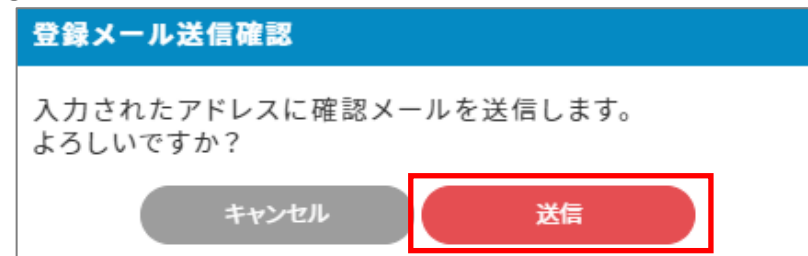 登録メール送信確認
入力されたアドレスに確認メールを送信します。
よろしいですか？
キャンセル
送信